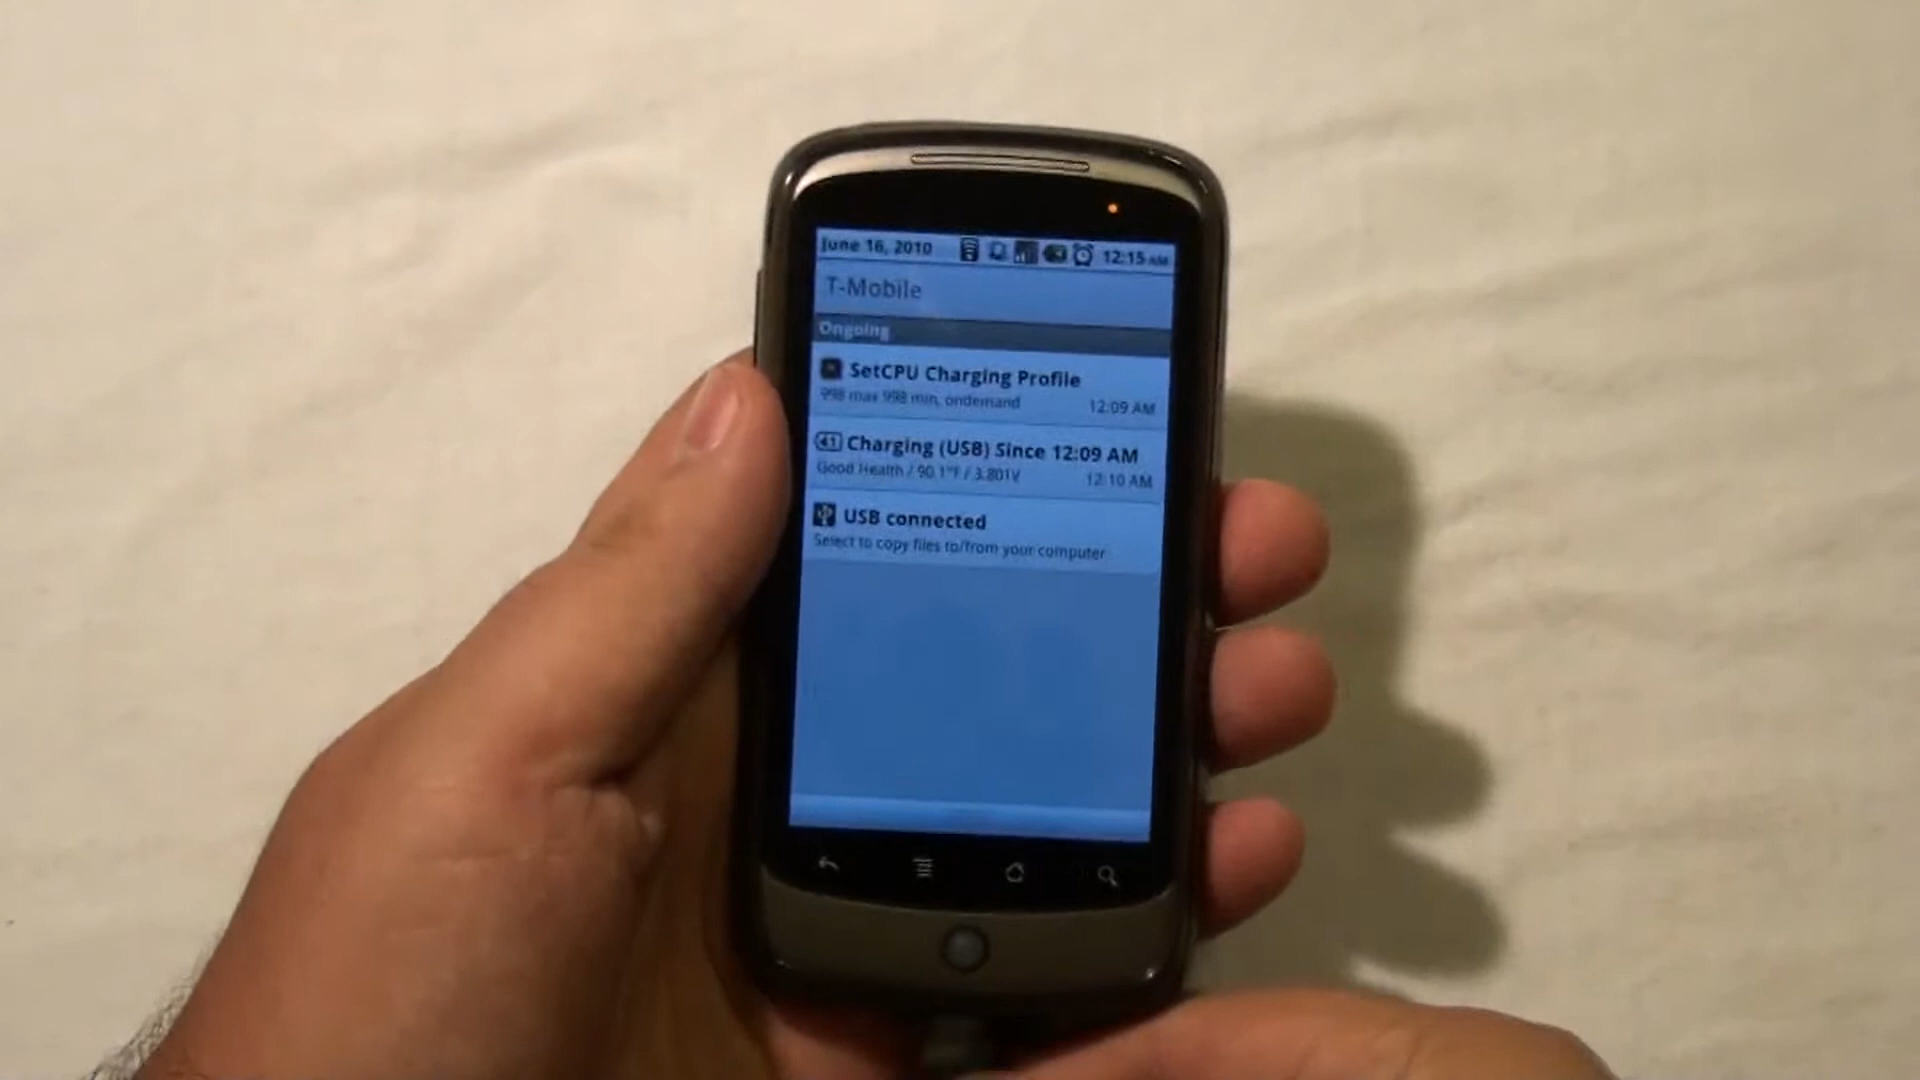 June 16, 2010 12:15 AM
T-Mobile
Ongoing
SetCPU Charging Profile
998 max 998 min, ondemand 12:09 AM
41 Charging (USB) Since 12:09 AM
Good Health / 90.1°F / 3.801V 12:10 AM
USB connected
Select to copy files to/from your computer